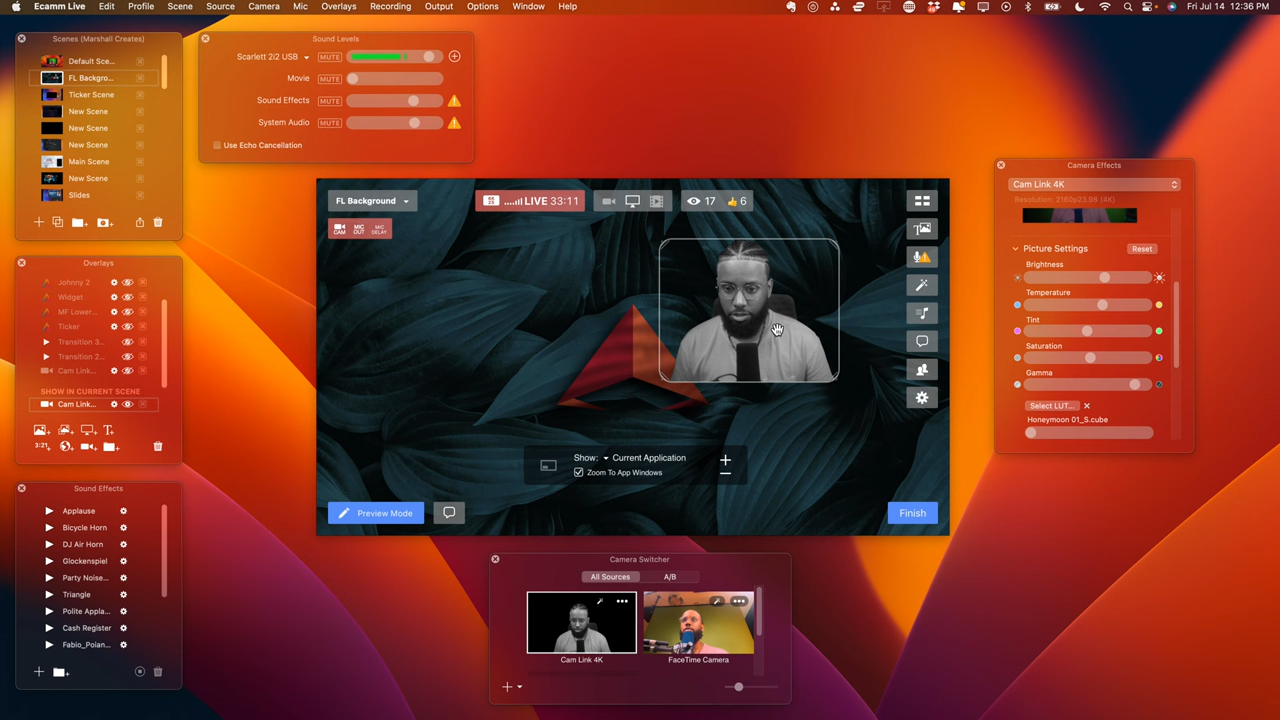 Ecamm Live Edit Profile Scene Source Camera Mic Overlays Recording Output Options Window Help Fri Jul 14 12:36 PM
Scenes (Marshall Creates)
Default Sce...
FL Backgro...
Ticker Scene
New Scene
New Scene
New Scene
Main Scene
New Scene
Slides
Sound Levels
Scarlett 2i2 USB MUTE
Movie MUTE
Sound Effects MUTE
System Audio MUTE
Use Echo Cancellation
Overlays
Johnny 2
Widget
MF Lower...
Ticker
Transition 3...
Transition 2...
Cam Link...
SHOW IN CURRENT SCENE
Cam Link...
3:21
Sound Effects
Applause
Bicycle Horn
DJ Air Horn
Glockenspiel
Party Noise...
Triangle
Polite Appla...
Cash Register
Fabio_Polan...
FL Background LIVE 33:11 17 6
CAM MIC OUT MIC DELAY
Show: Current Application
Zoom To App Windows
Preview Mode Finish
Camera Switcher
All Sources A/B
Cam Link 4K FaceTime Camera
Camera Effects
Cam Link 4K
Resolution: 2160p23.98 (4K)
Picture Settings Reset
Brightness
Temperature
Tint
Saturation
Gamma
Select LUT...
Honeymoon 01_S.cube